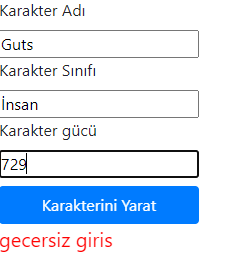 Karakter Adı
Guts
Karakter Sınıfı
İnsan
Karakter gücü
729
Karakterini Yarat
gecersiz giris